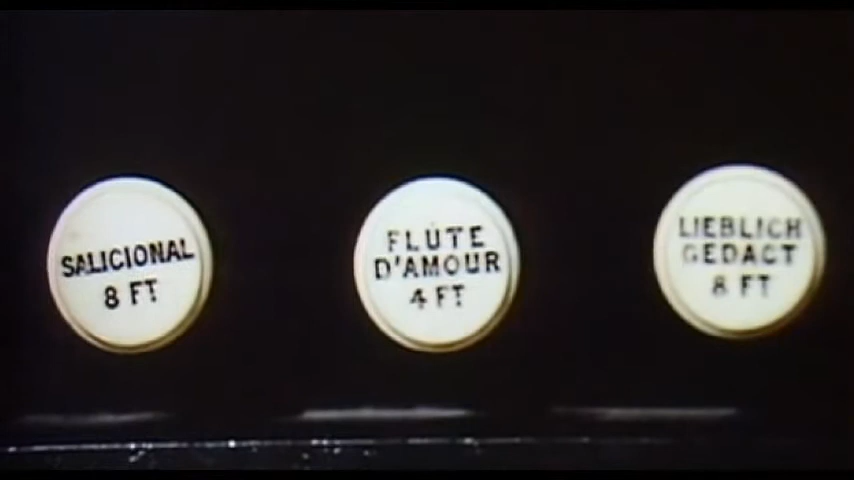 SALICIONAL
8 FT
FLUTE
D'AMOUR
4 FT
LIEBLICH
GEDACT
8 FT